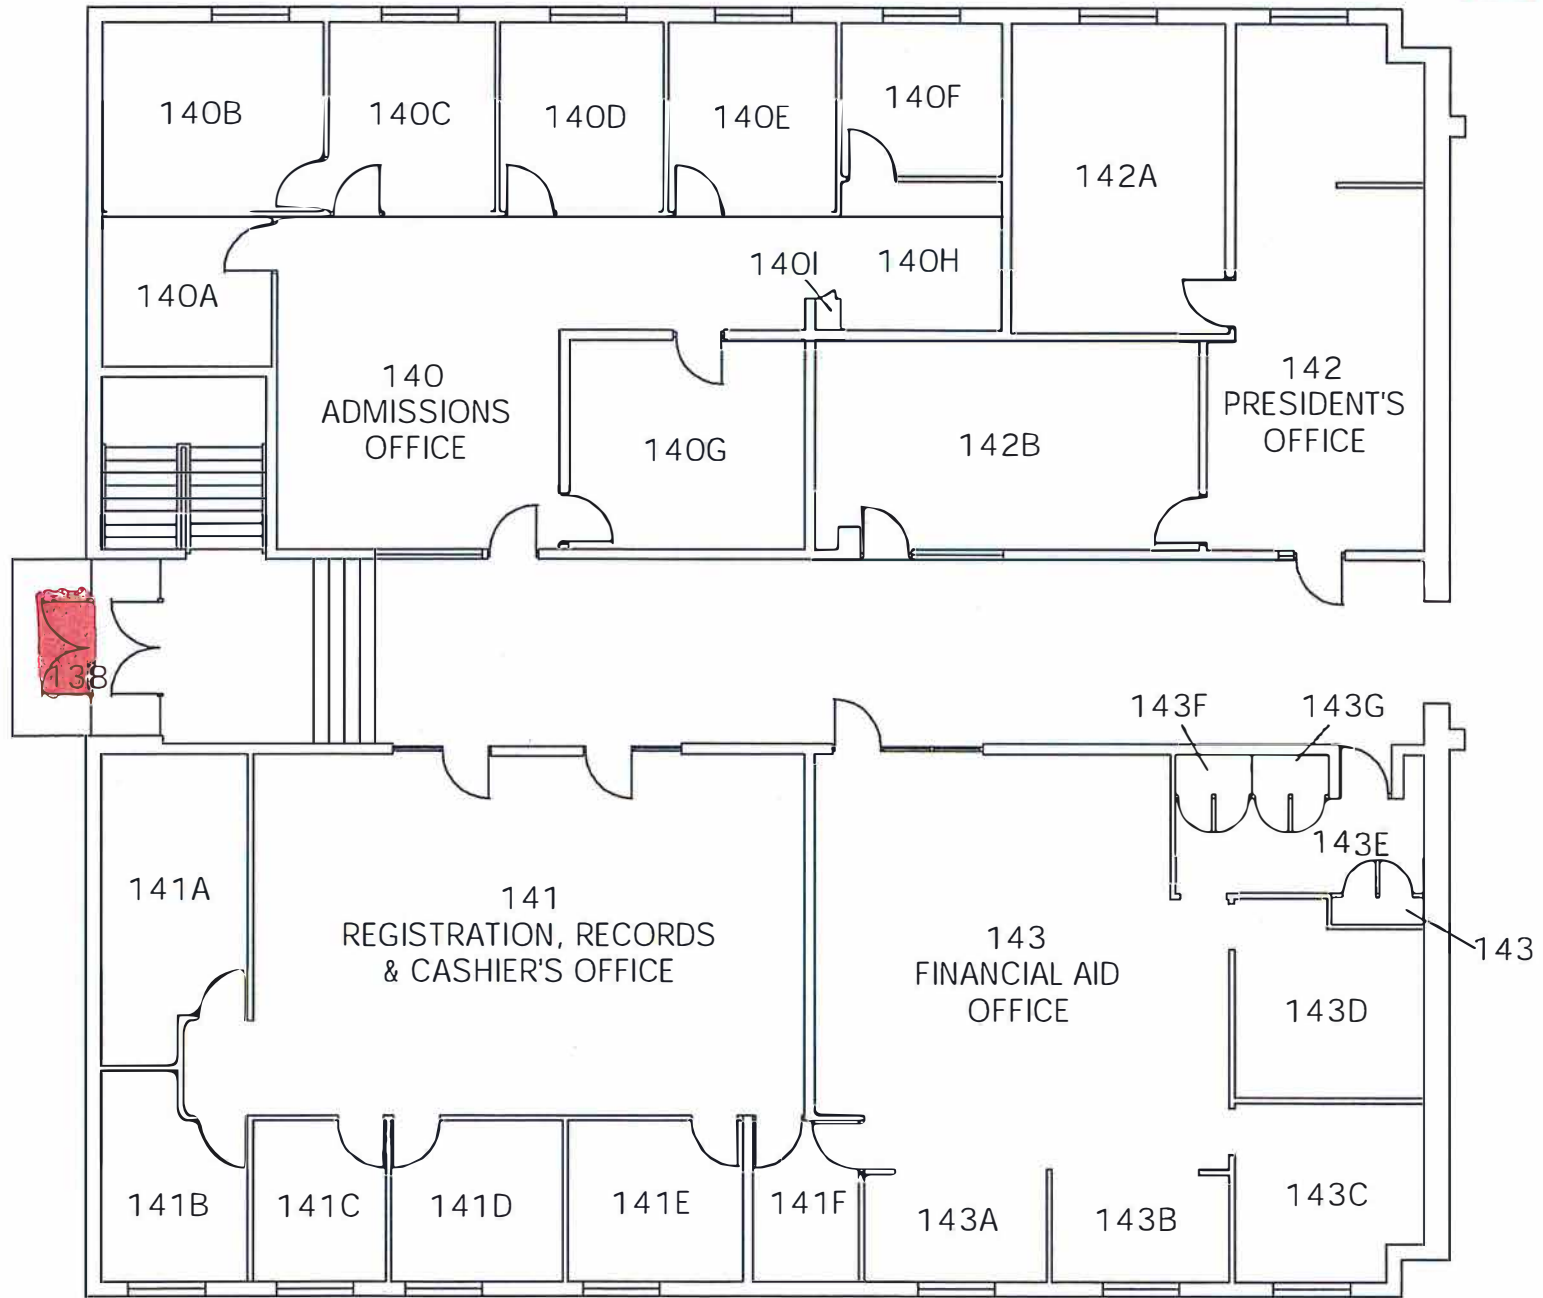 140B
140C
140D
140E
140F
142A
140I
140H
140A
140
ADMISSIONS
OFFICE
142
PRESIDENT'S
OFFICE
140G
142B
138
143F
143G
143E
141A
141
REGISTRATION, RECORDS
& CASHIER'S OFFICE
143
FINANCIAL AID
OFFICE
143
143D
141B
141C
141D
141E
141F
143A
143B
143C